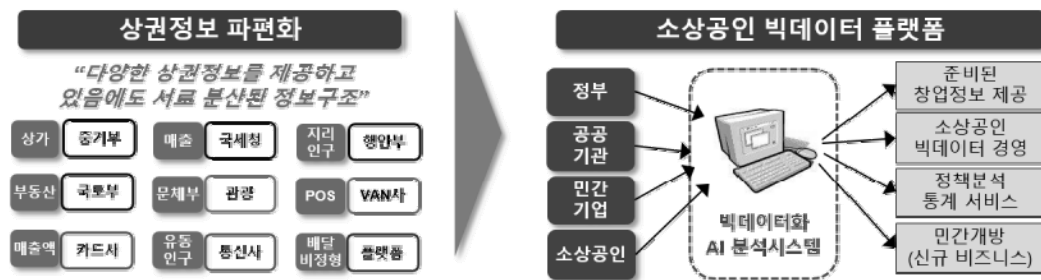 상권정보 파편화
“다양한 상권정보를 제공하고
있음에도 서로 분산된 정보구조”
상가 중기부 매출 국세청 지리 인구 행안부
부동산 국토부 문체부 관광 POS VAN사
매출액 카드사 유동 인구 통신사 배달 비정형 플랫폼
소상공인 빅데이터 플랫폼
정부
공공
기관
민간
기업
소상공인
빅데이터화
AI 분석시스템
준비된
창업정보 제공
소상공인
빅데이터 경영
정책분석
통계 서비스
민간개방
(신규 비즈니스)